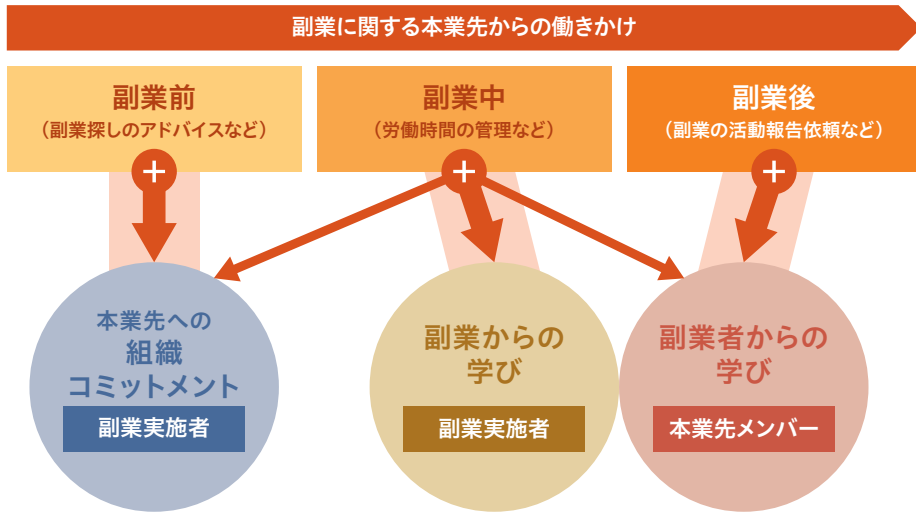 副業に関する本業先からの働きかけ
副業前
（副業探しのアドバイスなど）
副業中
（労働時間の管理など）
副業後
（副業の活動報告依頼など）
+
+
+
本業先への
組織
コミットメント
副業実施者
副業からの
学び
副業実施者
副業者からの
学び
本業先メンバー